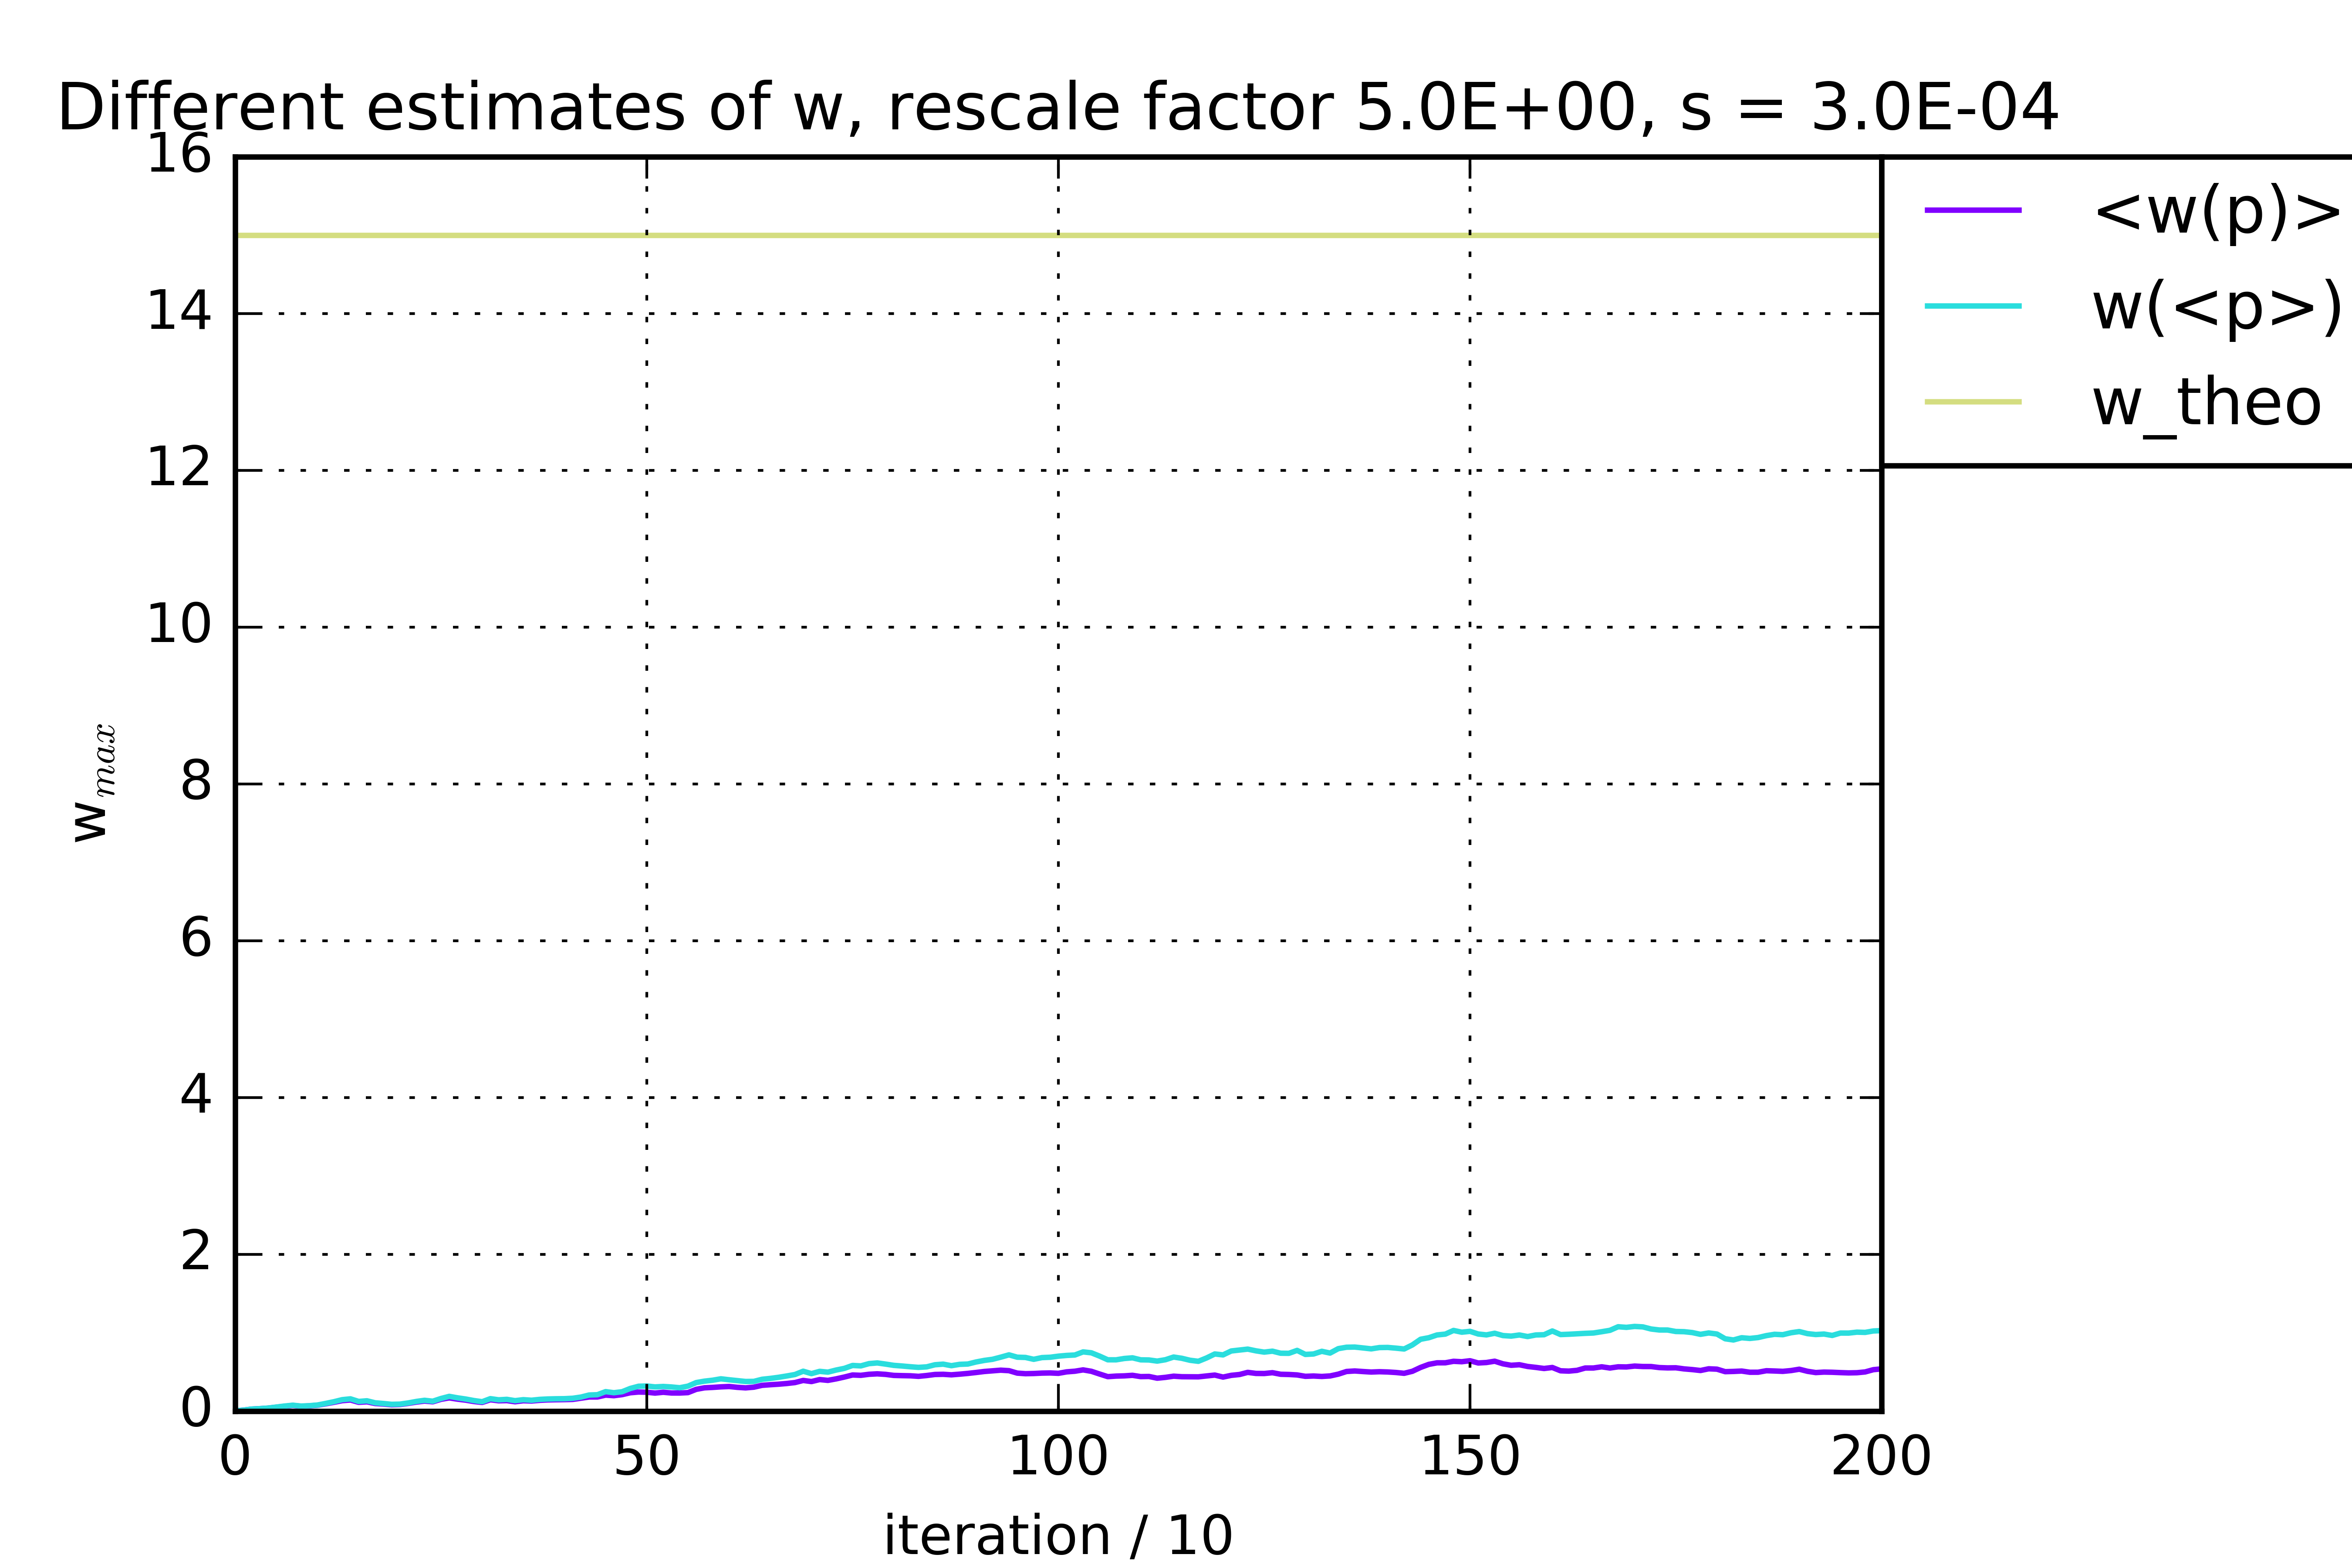 Different estimates of w, rescale factor 5.0E+00, s = 3.0E-04
16
14
12
10
8
6
4
2
0
w_max
0 50 100 150 200
iteration / 10
<w(p)>
w(<p>)
w_theo